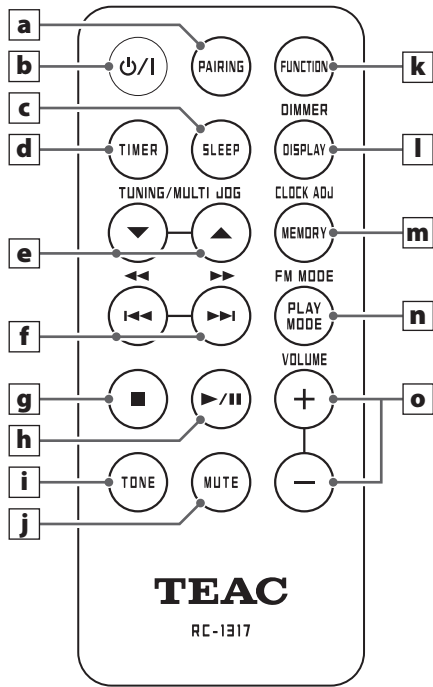 a
b
PAIRING
FUNCTION
k
c
DIMMER
d
TIMER
SLEEP
DISPLAY
l
TUNING/MULTI JOG
CLOCK ADJ
MEMORY
m
e
FM MODE
f
PLAY
MODE
n
VOLUME
g
+
o
h
i
TONE
MUTE
−
j
TEAC
RC-1317